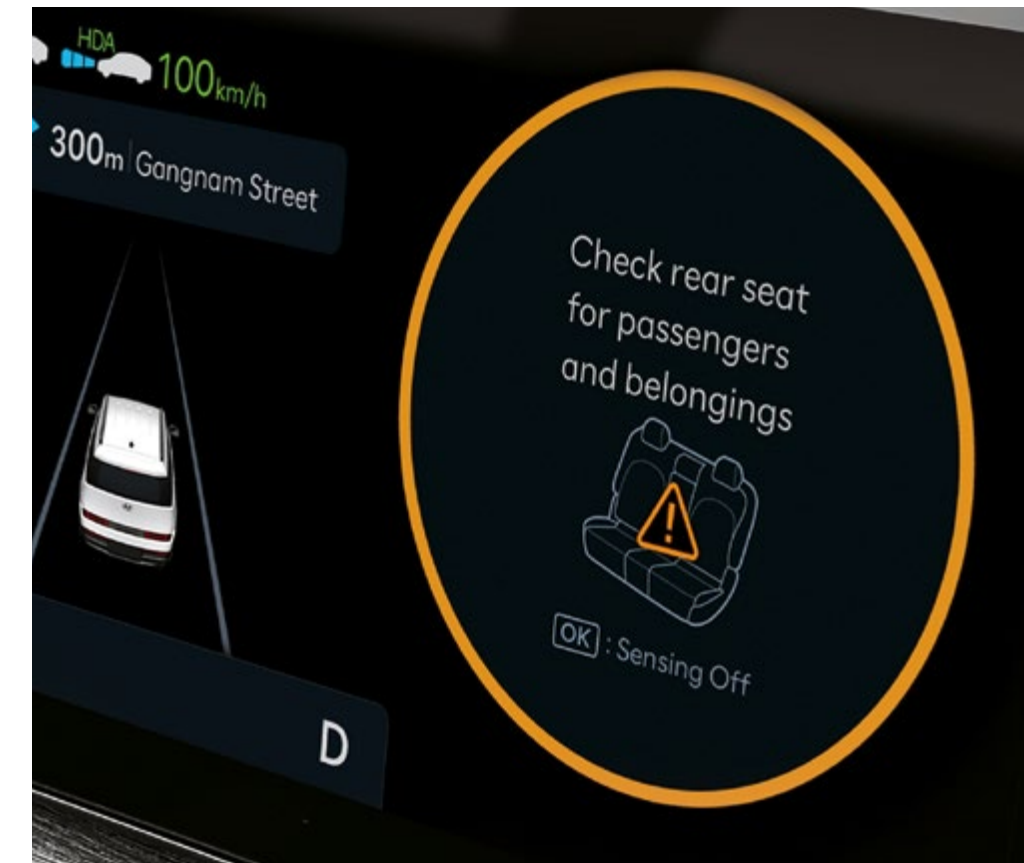 HDA
100km/h
300m Gangnam Street
Check rear seat
for passengers
and belongings
OK : Sensing Off
D